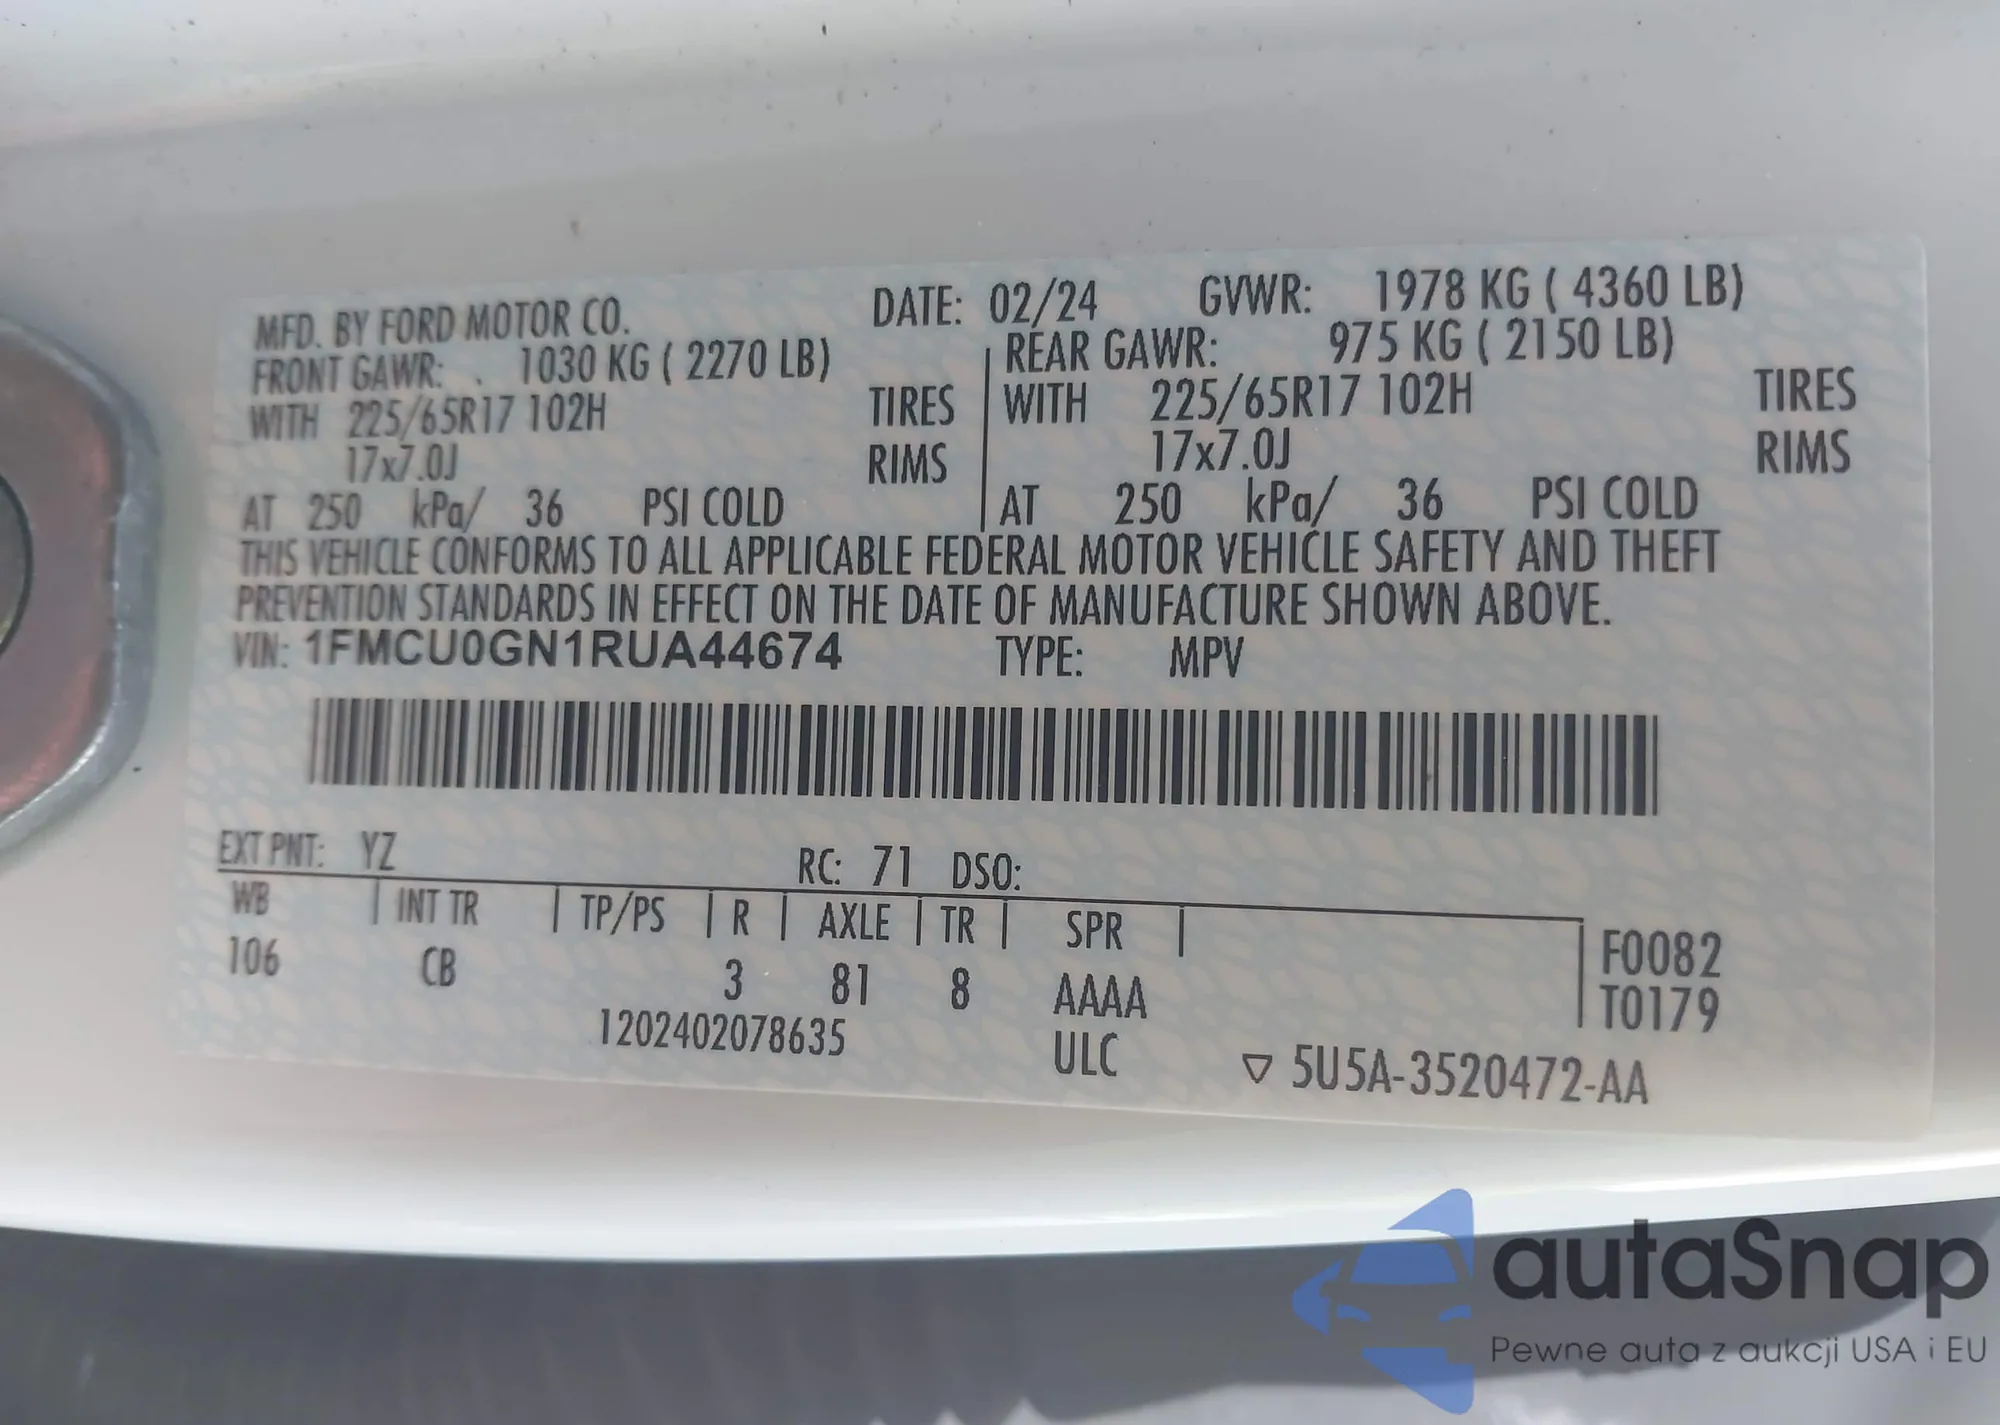 MFD. BY FORD MOTOR CO. DATE: 02/24 GVWR: 1978 KG ( 4360 LB)
FRONT GAWR: . 1030 KG ( 2270 LB) REAR GAWR: 975 KG ( 2150 LB)
WITH 225/65R17 102H TIRES WITH 225/65R17 102H TIRES
17x7.0J RIMS 17x7.0J RIMS
AT 250 kPa/ 36 PSI COLD AT 250 kPa/ 36 PSI COLD
THIS VEHICLE CONFORMS TO ALL APPLICABLE FEDERAL MOTOR VEHICLE SAFETY AND THEFT
PREVENTION STANDARDS IN EFFECT ON THE DATE OF MANUFACTURE SHOWN ABOVE.
VIN: 1FMCU0GN1RUA44674 TYPE: MPV
EXT PNT: YZ RC: 71 DSO:
WB | INT TR | TP/PS | R | AXLE | TR | SPR |
106 CB 3 81 8 AAAA
F0082
T0179
1202402078635 ULC ▽ 5U5A-3520472-AA
autaSnap
Pewne auta z aukcji USA i EU